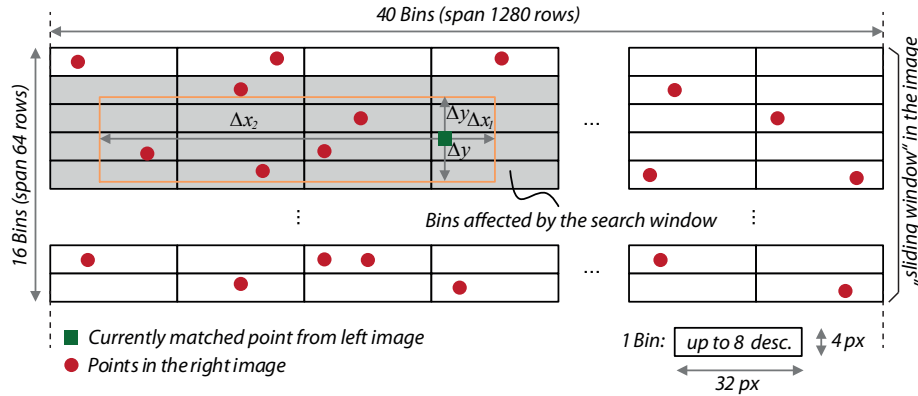 40 Bins (span 1280 rows)
16 Bins (span 64 rows)
„sliding window“ in the image
Δy
Δx2
Δx1
Δy
...
Bins affected by the search window
...
...
...
Currently matched point from left image
Points in the right image
1 Bin:
up to 8 desc.
4 px
32 px